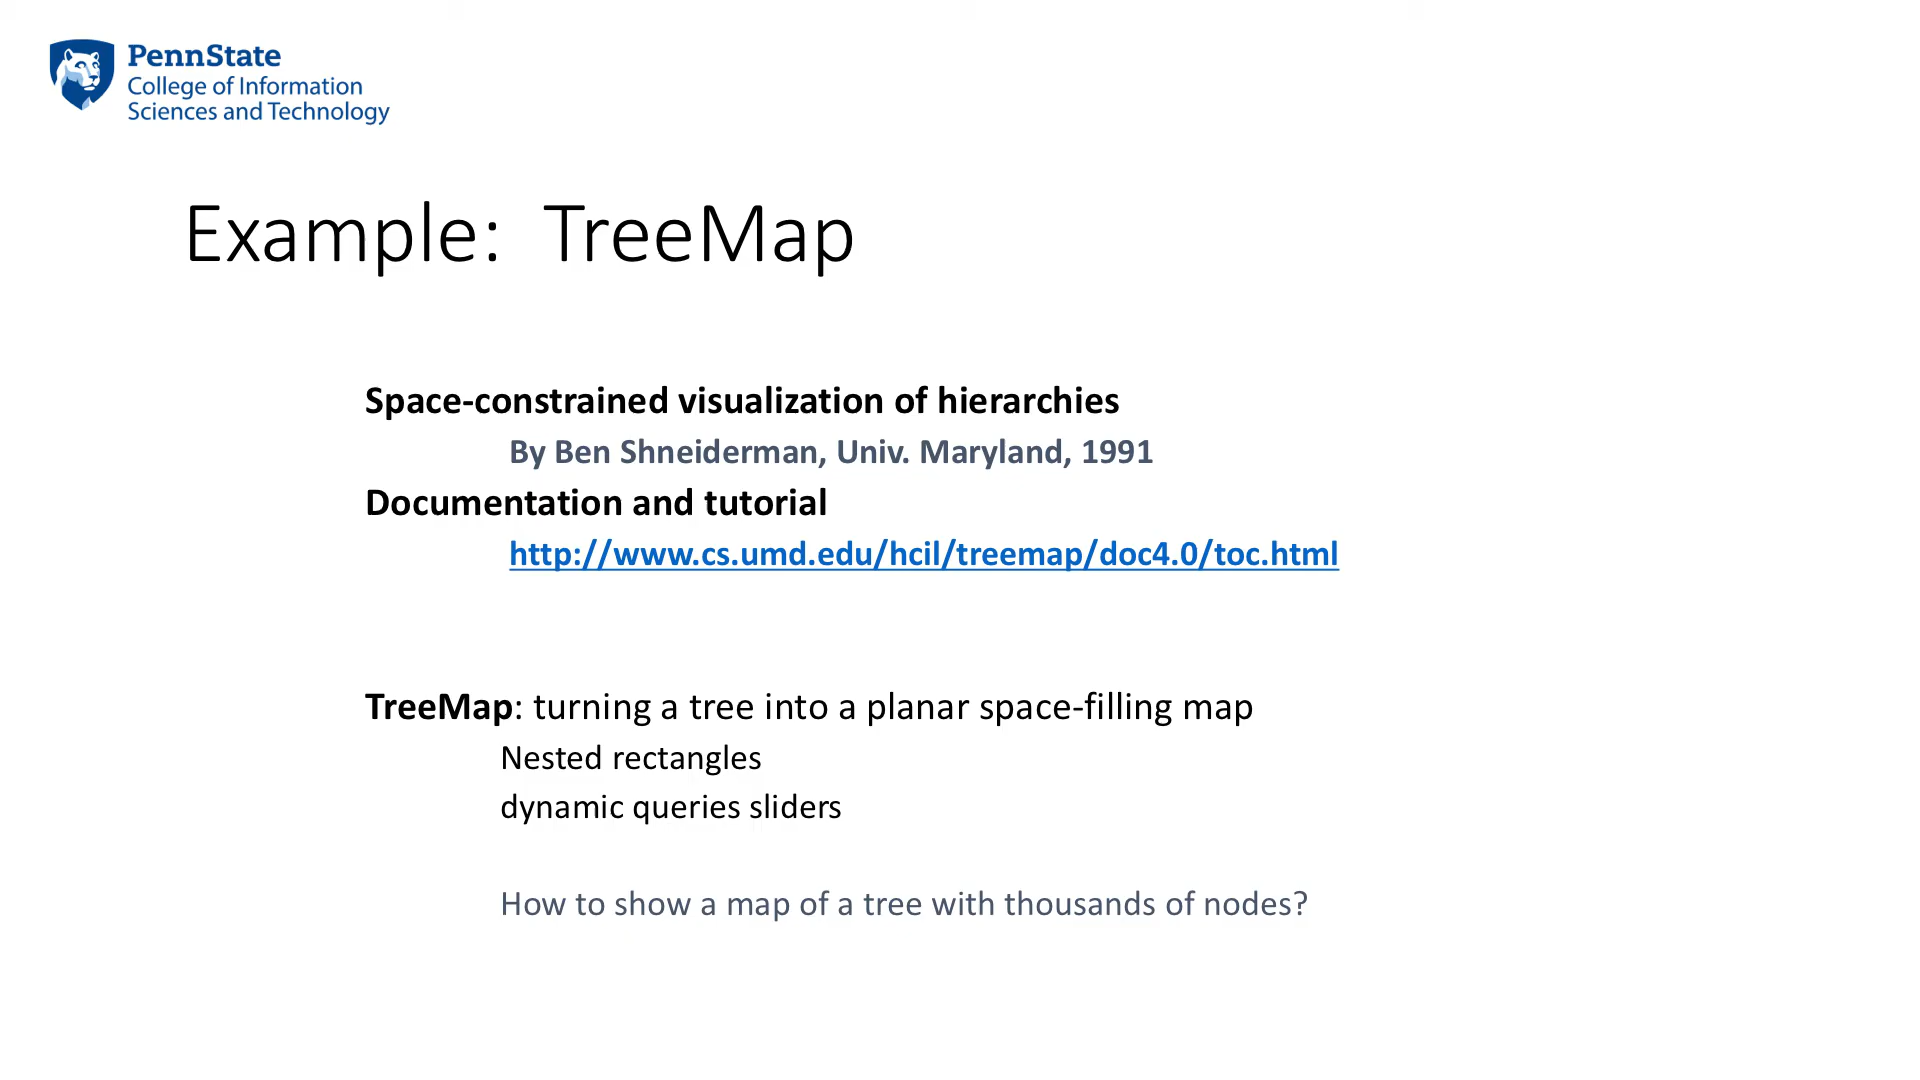 PennState
College of Information
Sciences and Technology
Example: TreeMap
Space-constrained visualization of hierarchies
By Ben Shneiderman, Univ. Maryland, 1991
Documentation and tutorial
http://www.cs.umd.edu/hcil/treemap/doc4.0/toc.html
TreeMap: turning a tree into a planar space-filling map
Nested rectangles
dynamic queries sliders
How to show a map of a tree with thousands of nodes?